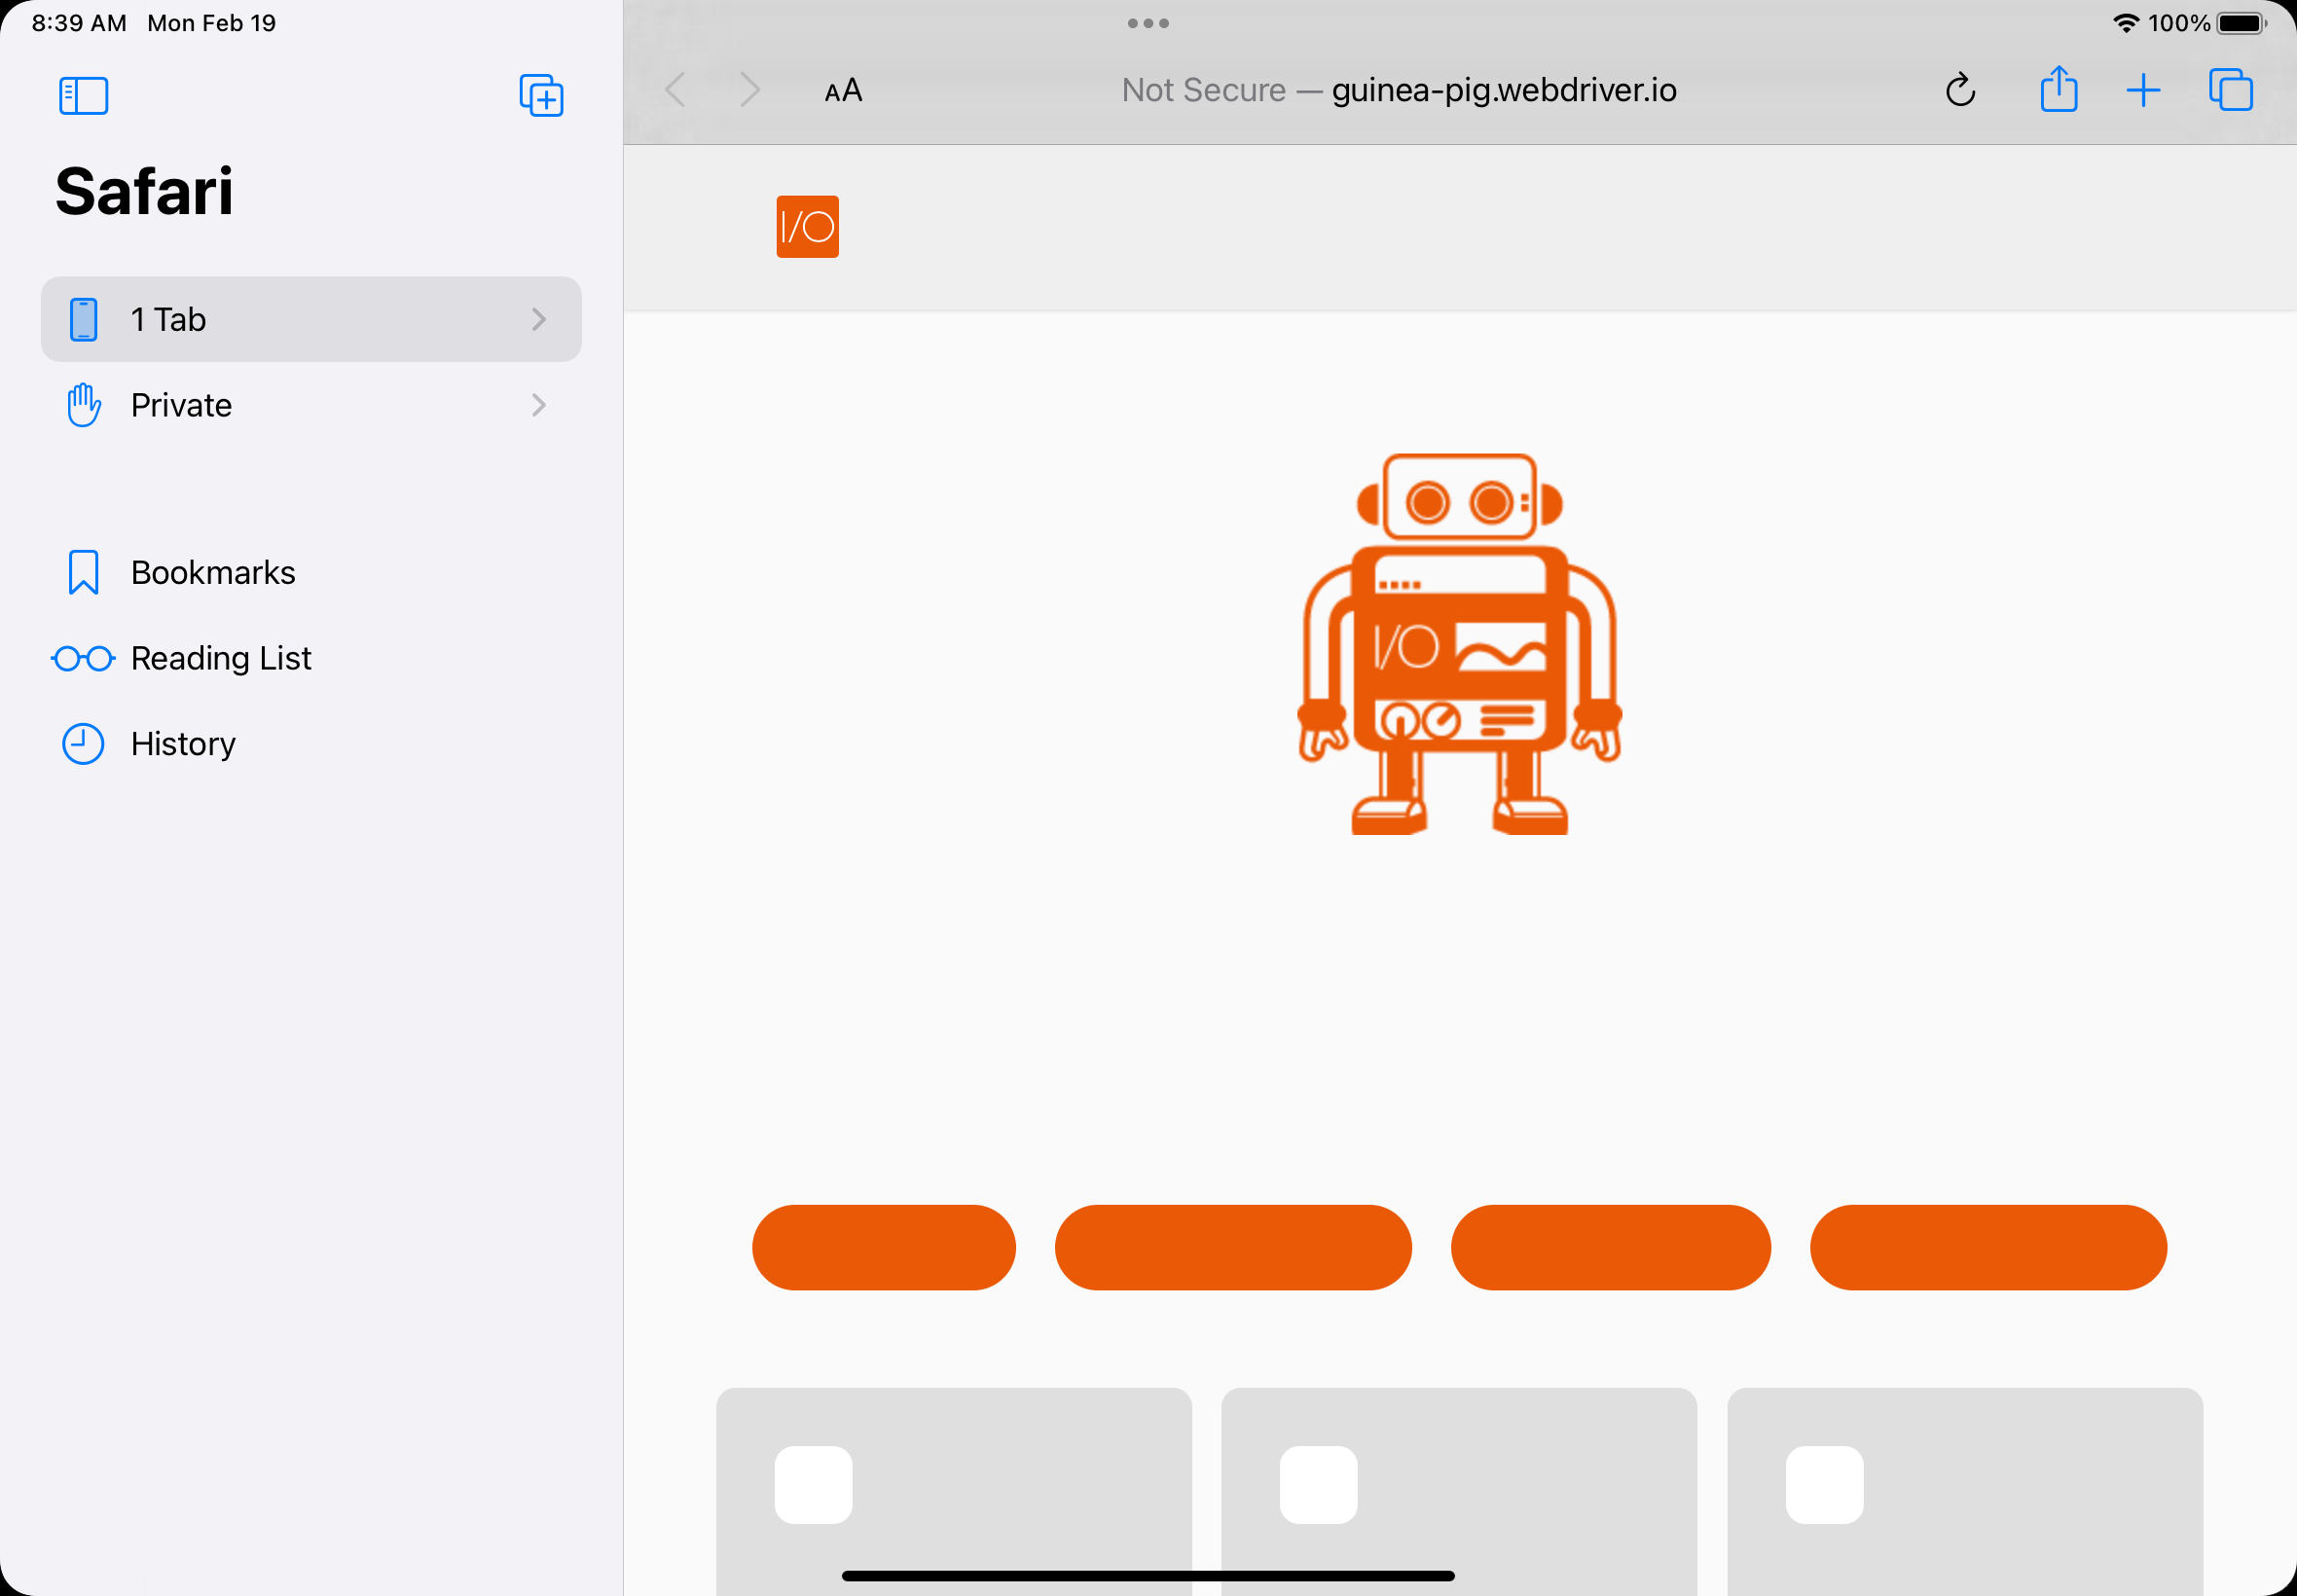 8:39 AM Mon Feb 19
100%
AA
Not Secure — guinea-pig.webdriver.io
Safari
1 Tab
Private
Bookmarks
Reading List
History
I/O
I/O